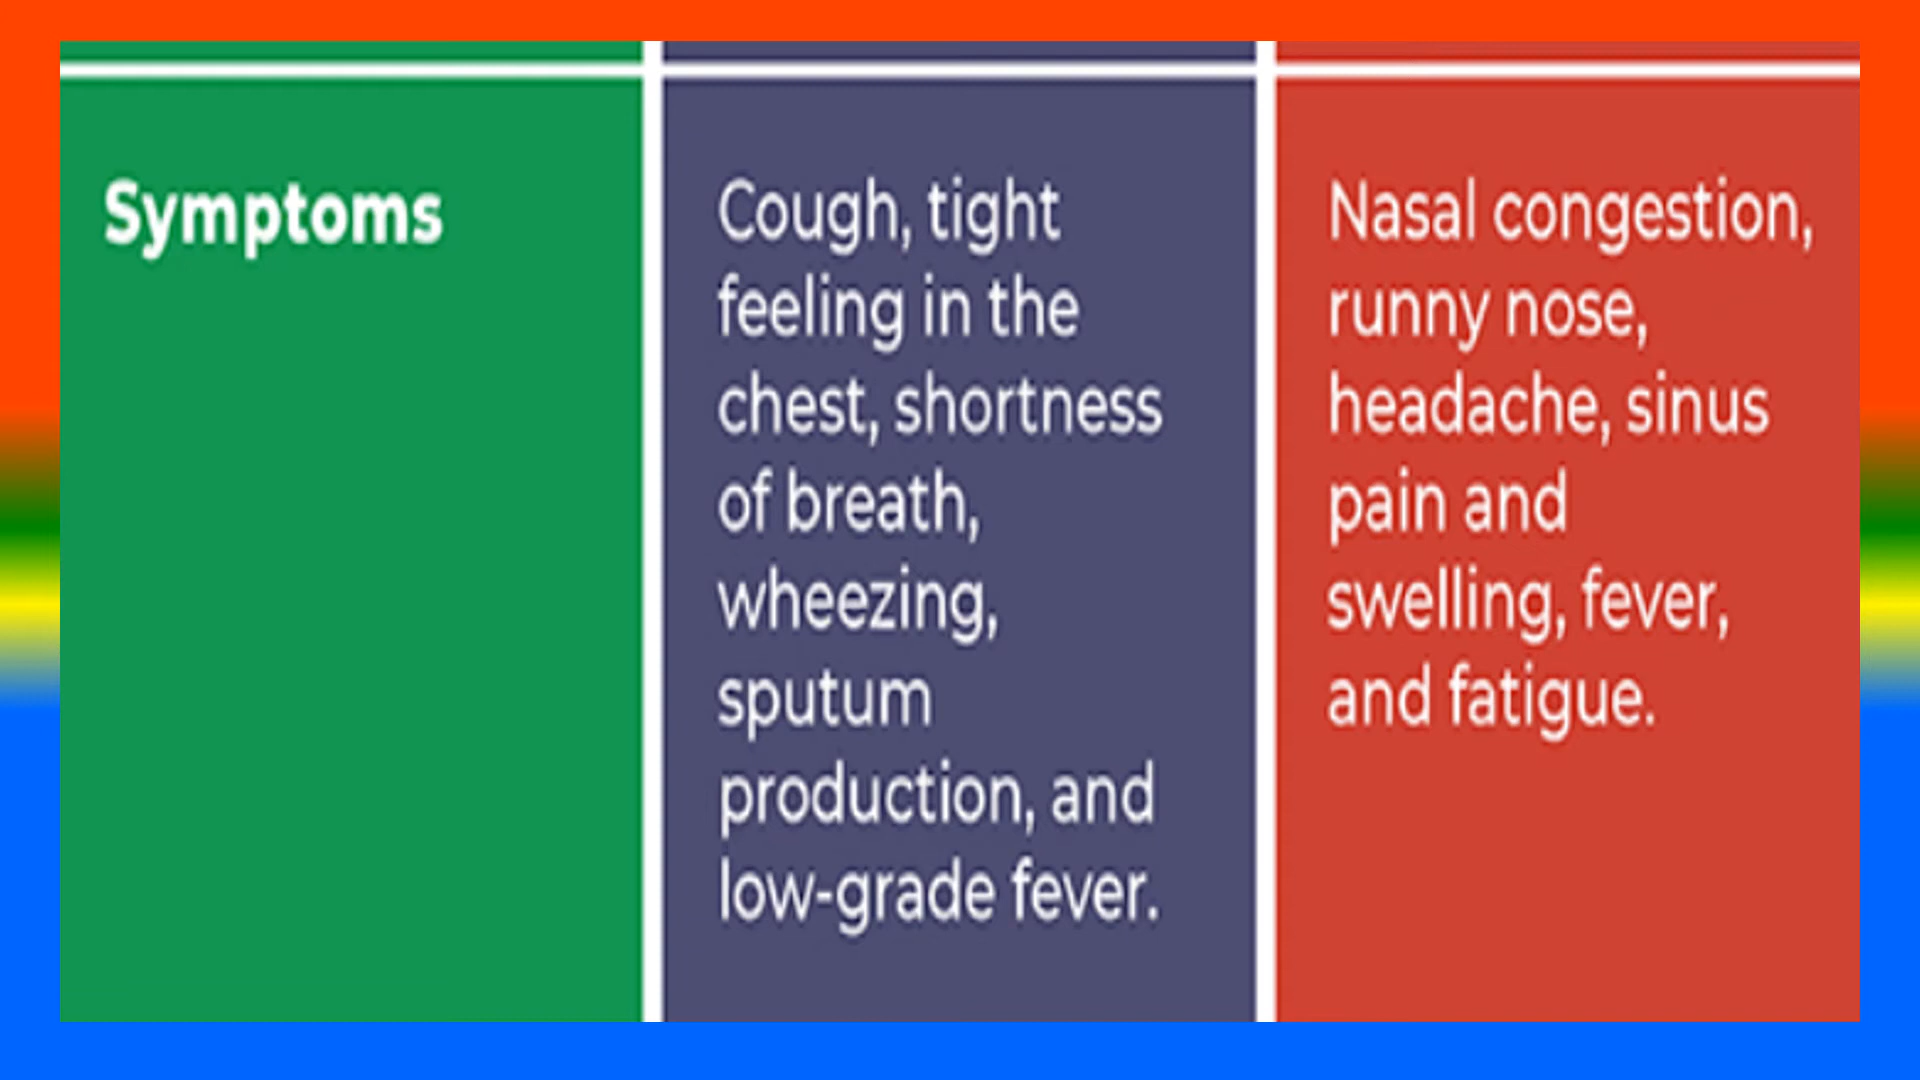 Symptoms
Cough, tight
feeling in the
chest, shortness
of breath,
wheezing,
sputum
production, and
low-grade fever.
Nasal congestion,
runny nose,
headache, sinus
pain and
swelling, fever,
and fatigue.